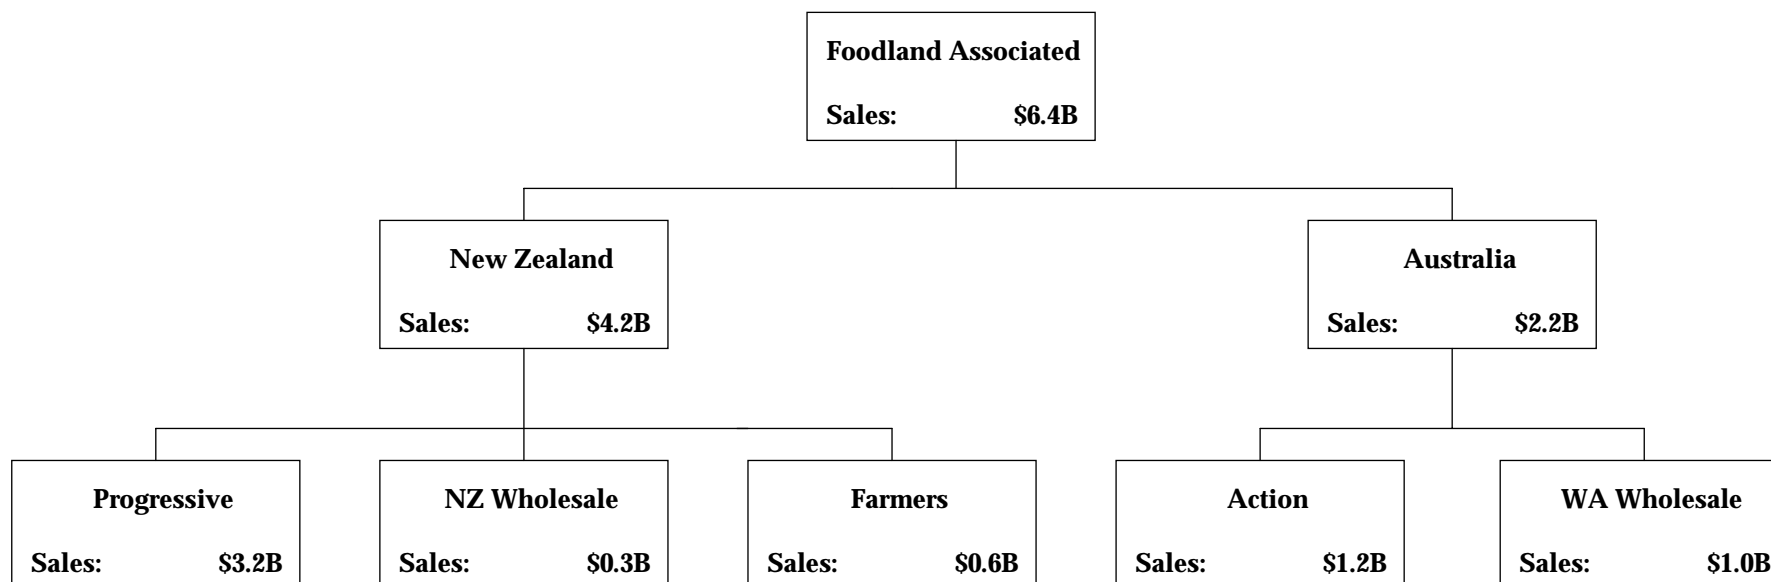 Foodland Associated
Sales: $6.4B
New Zealand
Sales: $4.2B
Australia
Sales: $2.2B
Progressive
Sales: $3.2B
NZ Wholesale
Sales: $0.3B
Farmers
Sales: $0.6B
Action
Sales: $1.2B
WA Wholesale
Sales: $1.0B